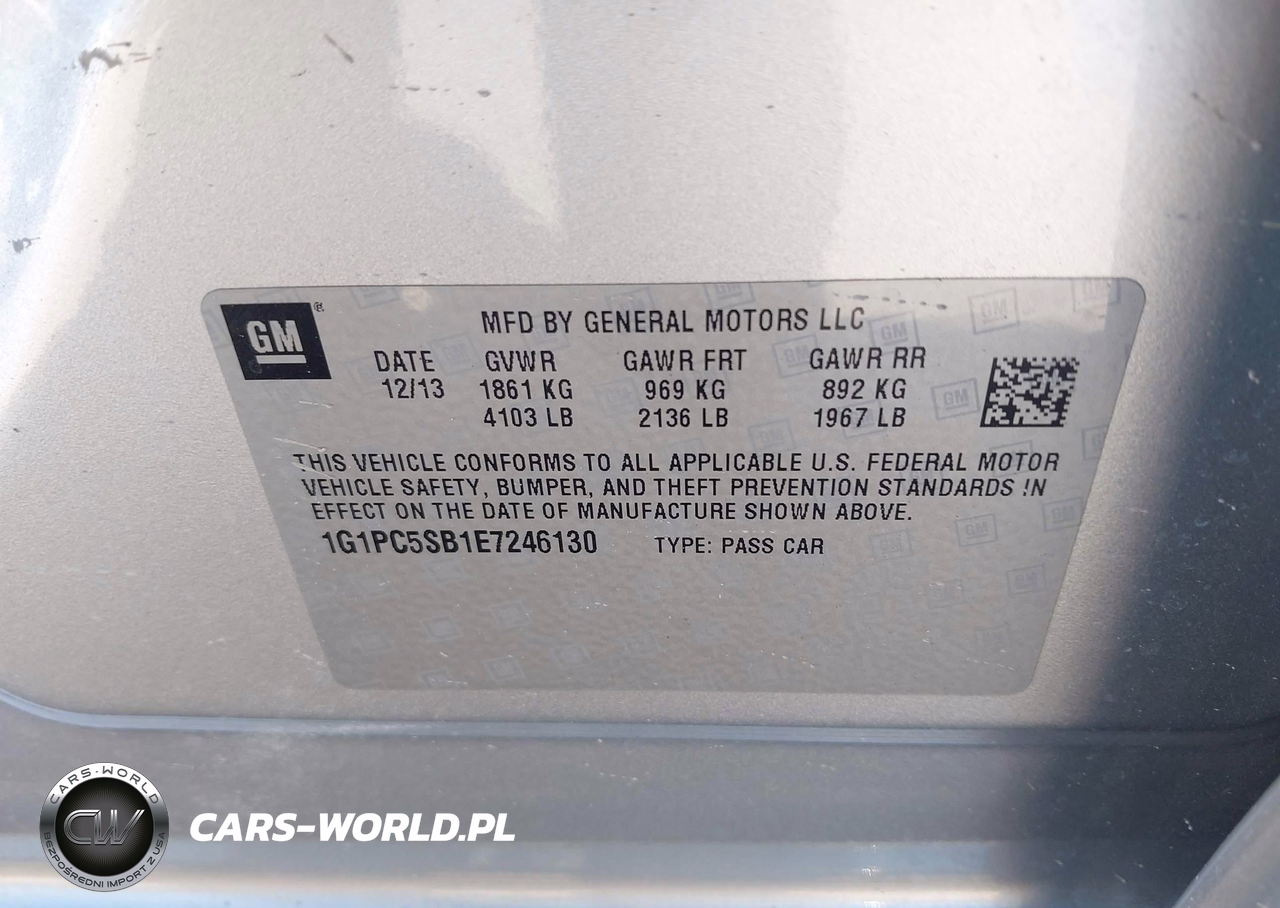 GM®
MFD BY GENERAL MOTORS LLC
DATE GVWR GAWR FRT GAWR RR
12/13 1861 KG 969 KG 892 KG
4103 LB 2136 LB 1967 LB
THIS VEHICLE CONFORMS TO ALL APPLICABLE U.S. FEDERAL MOTOR
VEHICLE SAFETY, BUMPER, AND THEFT PREVENTION STANDARDS IN
EFFECT ON THE DATE OF MANUFACTURE SHOWN ABOVE.
1G1PC5SB1E7246130 TYPE: PASS CAR
CARS-WORLD
CW
BEZPOŚREDNI IMPORT Z USA
CARS-WORLD.PL